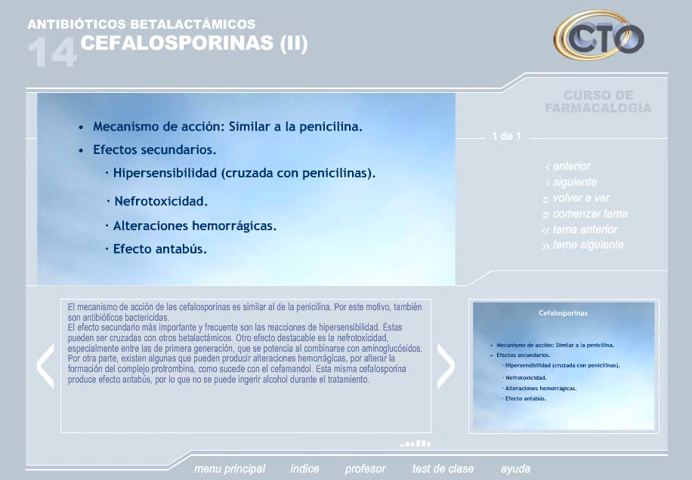 ANTIBIÓTICOS BETALACTÁMICOS
14 CEFALOSPORINAS (II)
CTO
CURSO DE
FARMACALOGÍA
1 de 1
• Mecanismo de acción: Similar a la penicilina.
• Efectos secundarios.
· Hipersensibilidad (cruzada con penicilinas).
· Nefrotoxicidad.
· Alteraciones hemorrágicas.
· Efecto antabús.
‹ anterior
› siguiente
volver a ver
comenzar tema
‹‹ tema anterior
›› tema siguiente
El mecanismo de acción de las cefalosporinas es similar al de la penicilina. Por este motivo, también
son antibióticos bactericidas.
El efecto secundario más importante y frecuente son las reacciones de hipersensibilidad. Éstas
pueden ser cruzadas con otros betalactámicos. Otro efecto destacable es la nefrotoxicidad,
especialmente entre las de primera generación, que se potencia al combinarse con aminoglucósidos.
Por otra parte, existen algunas que pueden producir alteraciones hemorrágicas, por alterar la
formación del complejo protrombina, como sucede con el cefamandol. Esta misma cefalosporina
produce efecto antabús, por lo que no se puede ingerir alcohol durante el tratamiento.
Cefalosporinas
• Mecanismo de acción: Similar a la penicilina.
• Efectos secundarios.
· Hipersensibilidad (cruzada con penicilinas).
· Nefrotoxicidad.
· Alteraciones hemorrágicas.
· Efecto antabús.
menu principal índice profesor test de clase ayuda